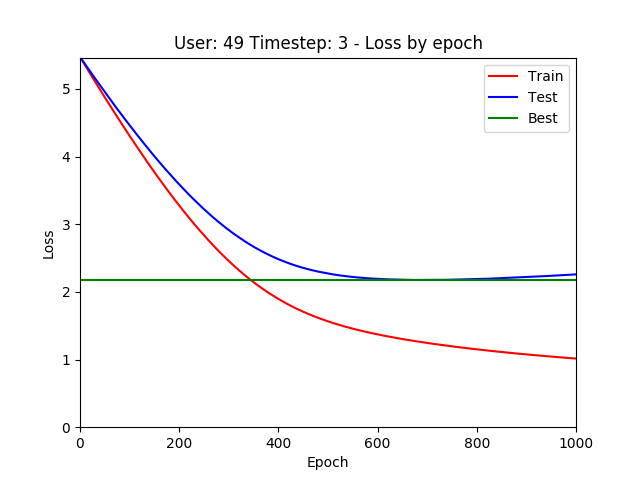 User: 49 Timestep: 3 - Loss by epoch
Train
Test
Best
Loss
5
4
3
2
1
0
0 200 400 600 800 1000
Epoch